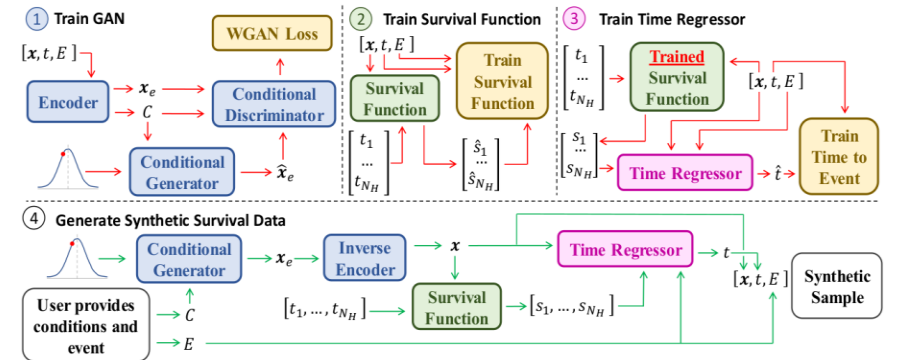 1 Train GAN
[x, t, E]
Encoder
x_e
C
WGAN Loss
Conditional
Discriminator
Conditional
Generator
x̂_e
2 Train Survival Function
[x, t, E]
Survival
Function
Train
Survival
Function
[t_1
...
t_{N_H}]
[ŝ_1
...
ŝ_{N_H}]
3 Train Time Regressor
[t_1
...
t_{N_H}]
Trained
Survival
Function
[x, t, E]
[s_1
...
s_{N_H}]
Time Regressor
t̂
Train
Time to
Event
4 Generate Synthetic Survival Data
Conditional
Generator
x_e
Inverse
Encoder
x
Time Regressor
t
[x, t, E]
Synthetic
Sample
User provides
conditions and
event
C
E
[t_1, ..., t_{N_H}]
Survival
Function
[s_1, ..., s_{N_H}]